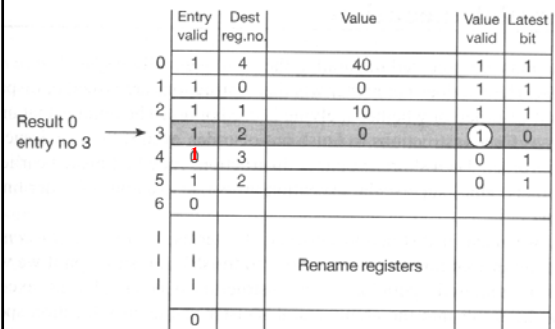 Entry valid Dest reg.no. Value Value valid Latest bit
0 1 4 40 1 1
1 1 0 0 1 1
2 1 1 10 1 1
Result 0
entry no 3
3 1 2 0 1 0
4 1 3 0 1
5 1 2 0 1
6 0
Rename registers
0